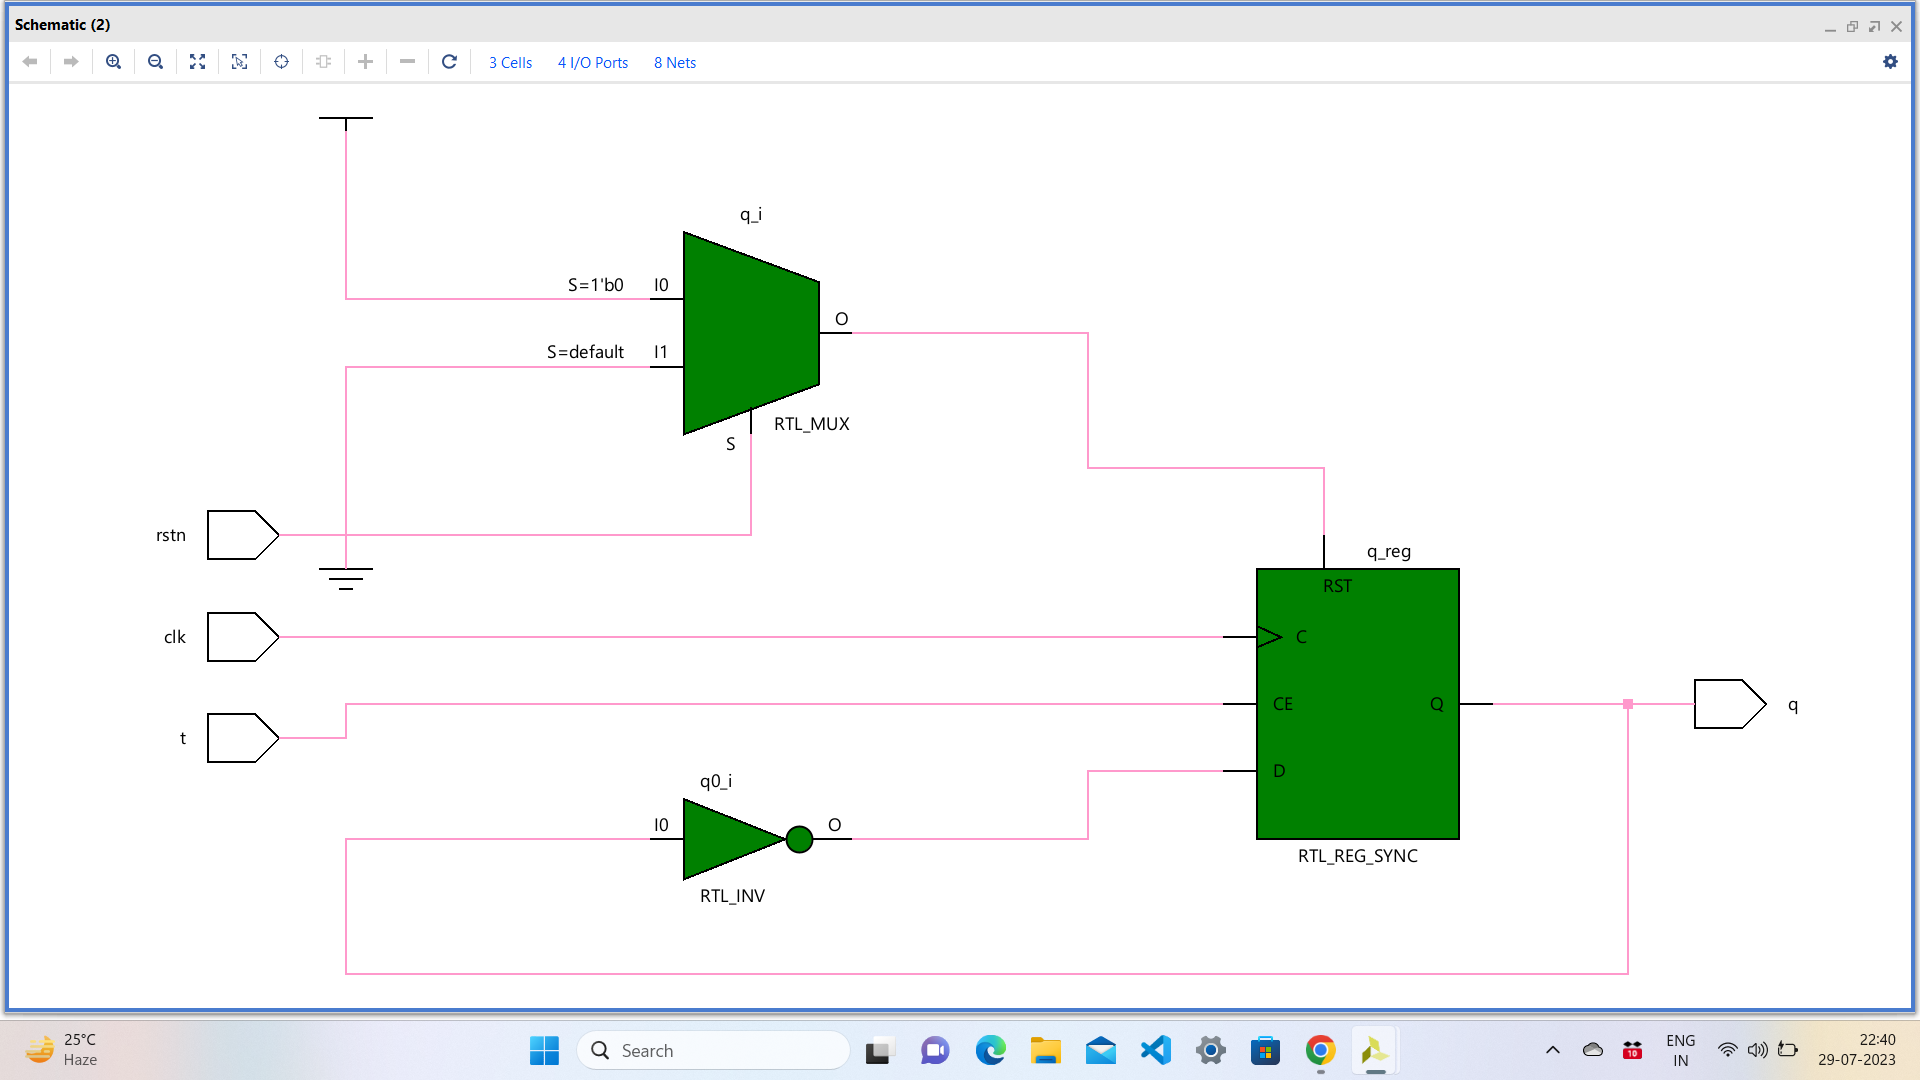 Schematic (2)
3 Cells 4 I/O Ports 8 Nets
q_i
S=1'b0 I0
O
S=default I1
RTL_MUX
S
rstn
q_reg
RST
clk
C
CE
Q
q
t
D
q0_i
I0
O
RTL_REG_SYNC
RTL_INV
25°C
Haze
Search
10
ENG
IN
22:40
29-07-2023